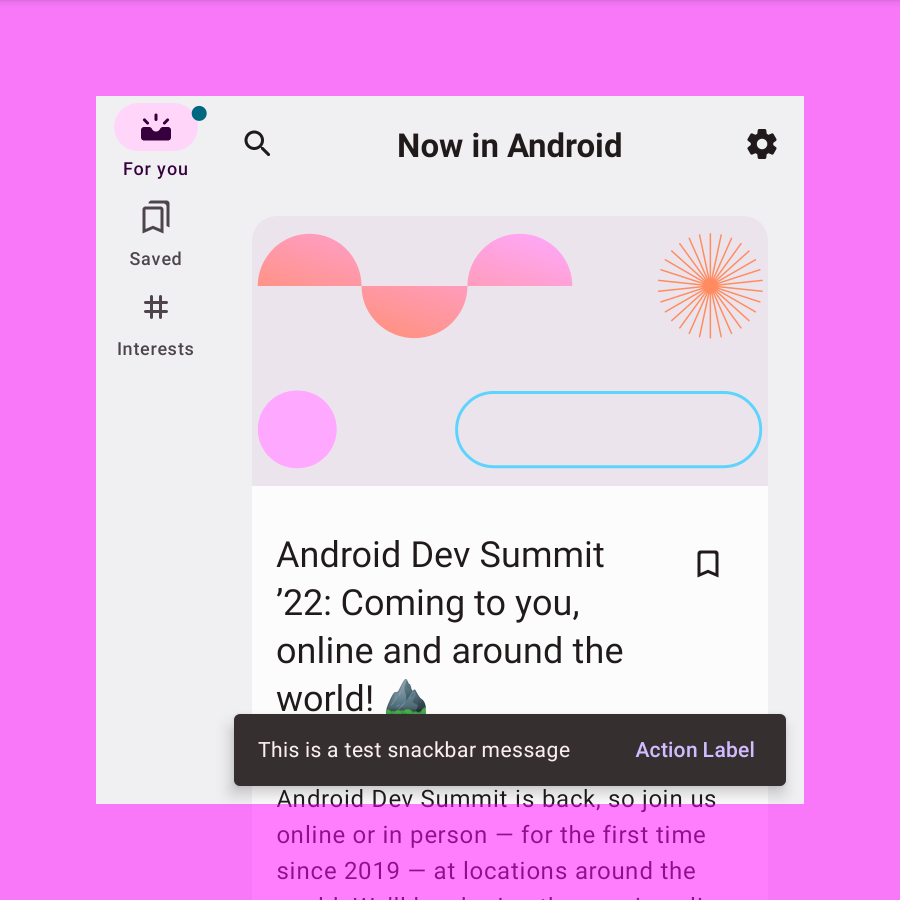 Now in Android
For you
Saved
Interests
Android Dev Summit
’22: Coming to you,
online and around the
world!
This is a test snackbar message
Action Label
Android Dev Summit is back, so join us
online or in person — for the first time
since 2019 — at locations around the